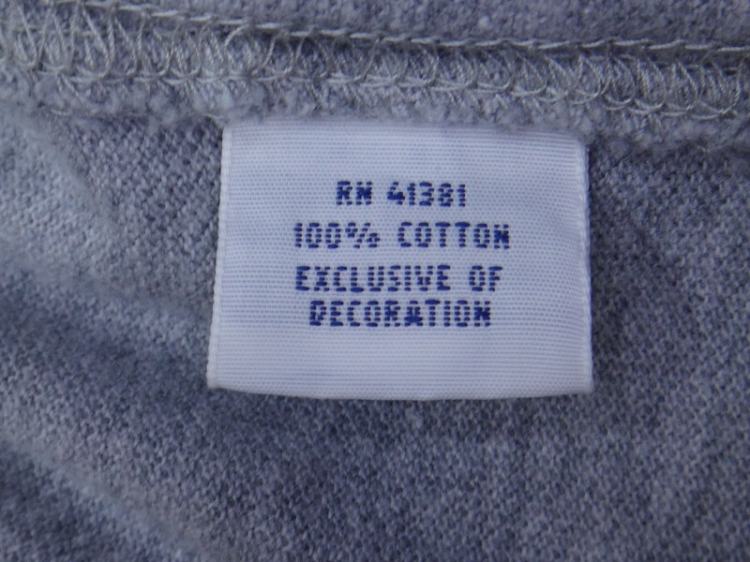 RN 41381
100% COTTON
EXCLUSIVE OF
DECORATION